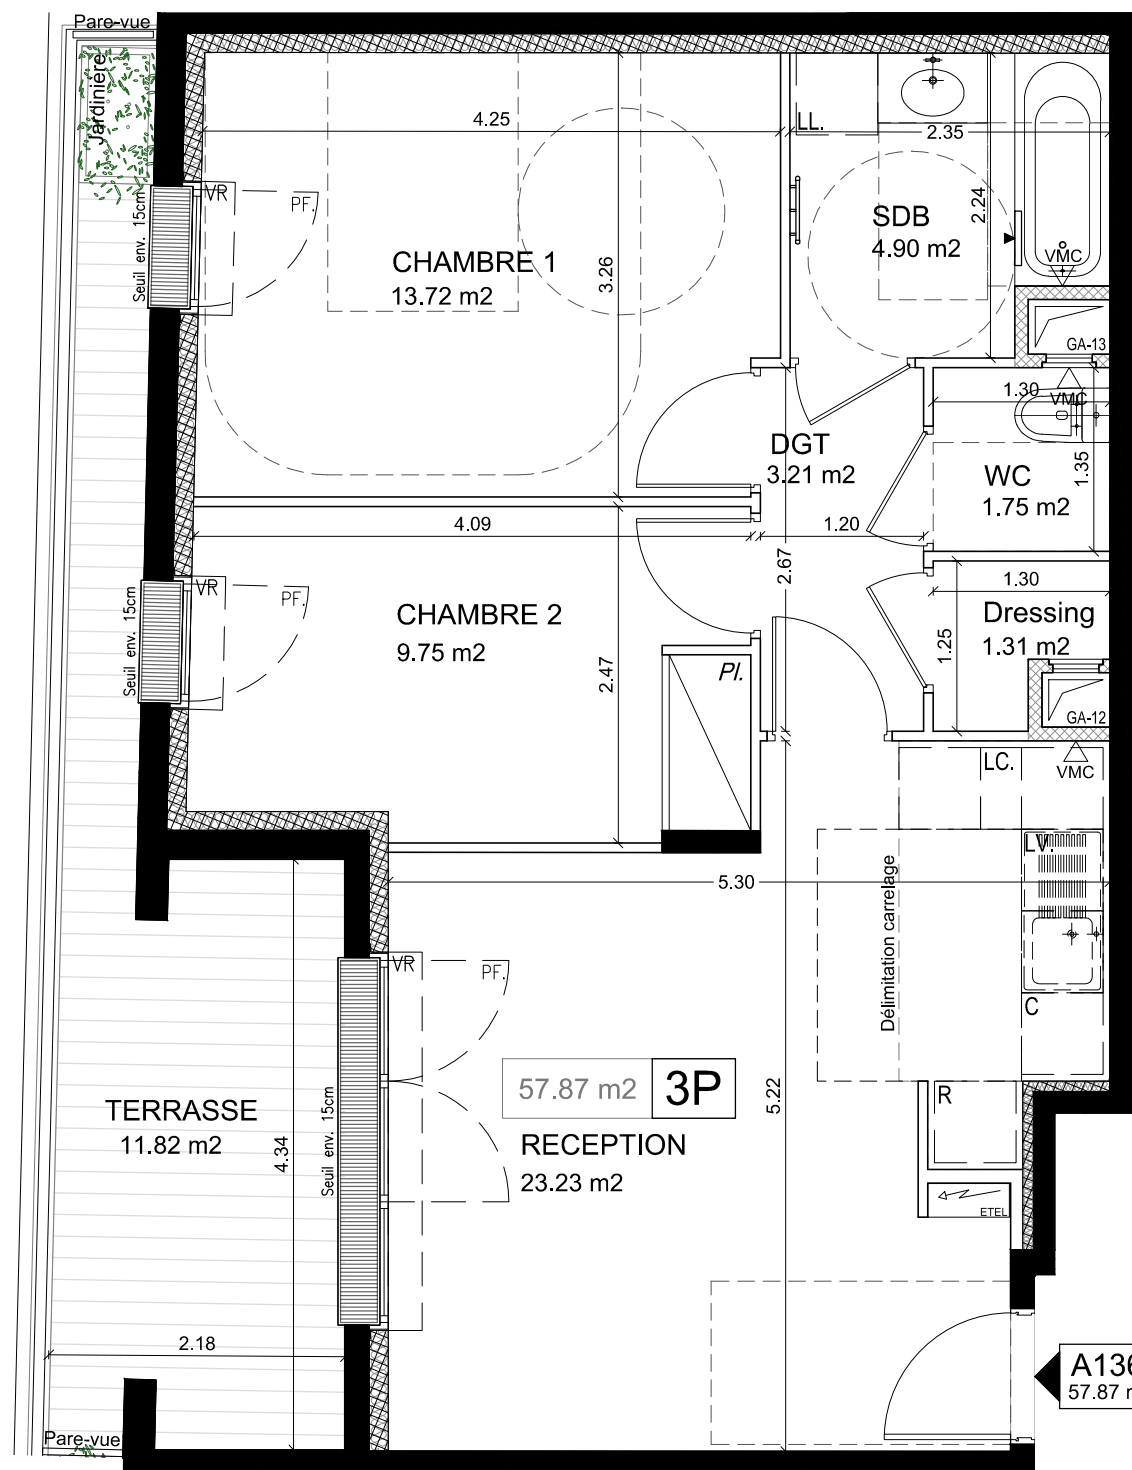 Pare-vue
Jardinière
4.25
LL.
2.35
VR
PF.
Seuil env. 15cm
SDB
4.90 m2
2.24
CHAMBRE 1
13.72 m2
3.26
VMC
GA-13
1.30
VMC
DGT
3.21 m2
WC
1.75 m2
1.35
4.09
1.20
2.67
VR
PF.
Seuil env. 15cm
CHAMBRE 2
9.75 m2
2.47
1.30
Dressing
1.31 m2
1.25
Pl.
GA-12
LC.
VMC
LV.
5.30
Délimitation carrelage
VR
PF.
C
57.87 m2
3P
R
5.22
TERRASSE
11.82 m2
4.34
Seuil env. 15cm
RECEPTION
23.23 m2
ETEL
2.18
A136
57.87 m
Pare-vue